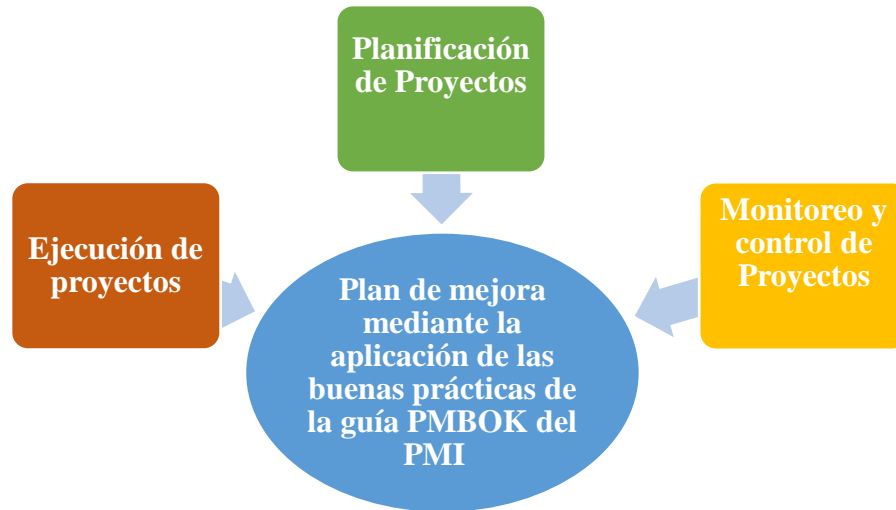 Planificación
de Proyectos
Ejecución de
proyectos
Monitoreo y
control de
Proyectos
Plan de mejora
mediante la
aplicación de las
buenas prácticas de
la guía PMBOK del
PMI